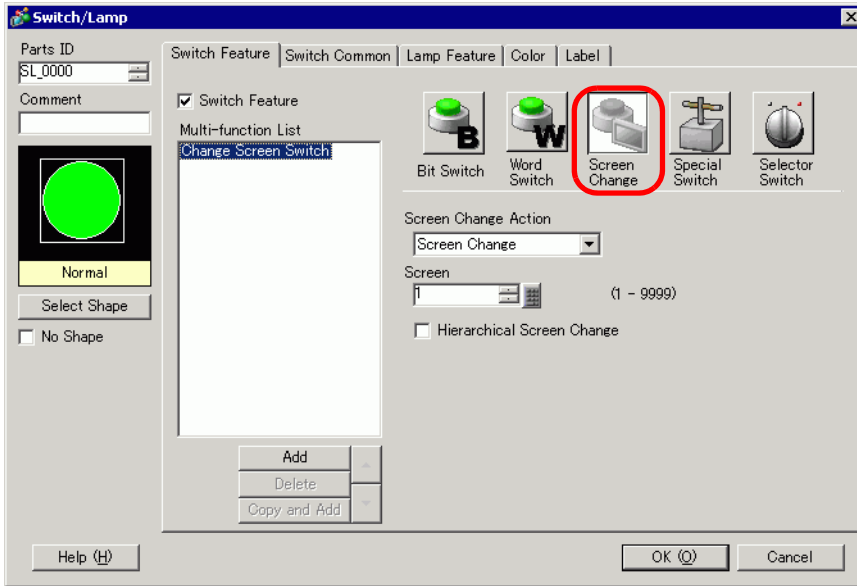 Switch/Lamp
Parts ID
SL_0000
Comment
Normal
Select Shape
No Shape
Switch Feature Switch Common Lamp Feature Color Label
Switch Feature
Multi-function List
Change Screen Switch
Add
Delete
Copy and Add
B
Bit Switch
W
Word Switch
Screen Change
Special Switch
Selector Switch
Screen Change Action
Screen Change
Screen
1
(1 - 9999)
Hierarchical Screen Change
Help (H)
OK (O)
Cancel